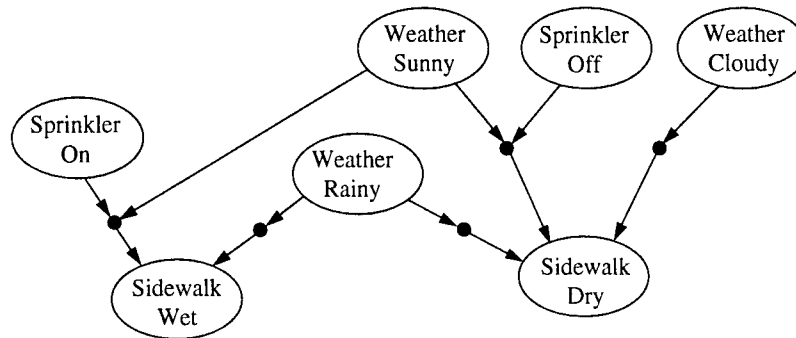 Weather
Sunny
Sprinkler
Off
Weather
Cloudy
Sprinkler
On
Weather
Rainy
Sidewalk
Wet
Sidewalk
Dry